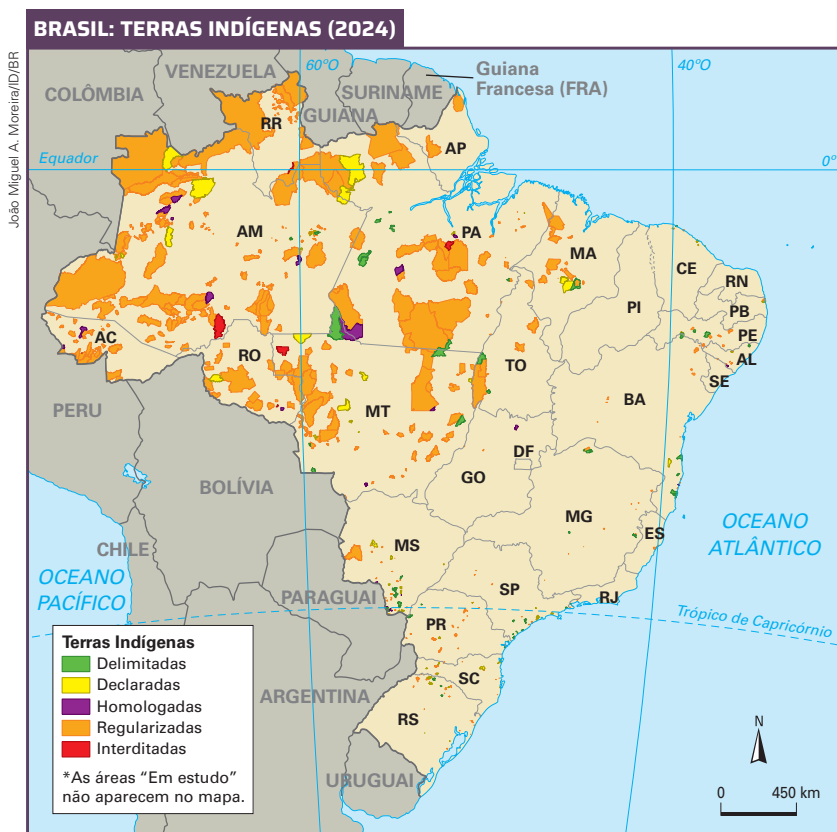 BRASIL: TERRAS INDÍGENAS (2024)
João Miguel A. Moreira/ID/BR
60°O
40°O
VENEZUELA
COLÔMBIA
SURINAME
GUIANA
Guiana
Francesa (FRA)
RR
AP
Equador
0°
AM
PA
MA
CE
RN
PB
PE
AL
SE
PI
AC
RO
TO
BA
MT
PERU
DF
GO
BOLÍVIA
MG
ES
OCEANO
ATLÂNTICO
CHILE
MS
OCEANO
PACÍFICO
PARAGUAI
SP
RJ
Trópico de Capricórnio
PR
SC
ARGENTINA
RS
URUGUAI
Terras Indígenas
Delimitadas
Declaradas
Homologadas
Regularizadas
Interditadas
*As áreas “Em estudo”
não aparecem no mapa.
N
0 450 km